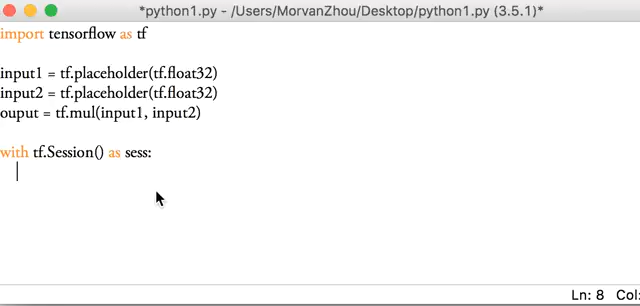 *python1.py - /Users/MorvanZhou/Desktop/python1.py (3.5.1)*
import tensorflow as tf
input1 = tf.placeholder(tf.float32)
input2 = tf.placeholder(tf.float32)
ouput = tf.mul(input1, input2)
with tf.Session() as sess:
Ln: 8 Col: